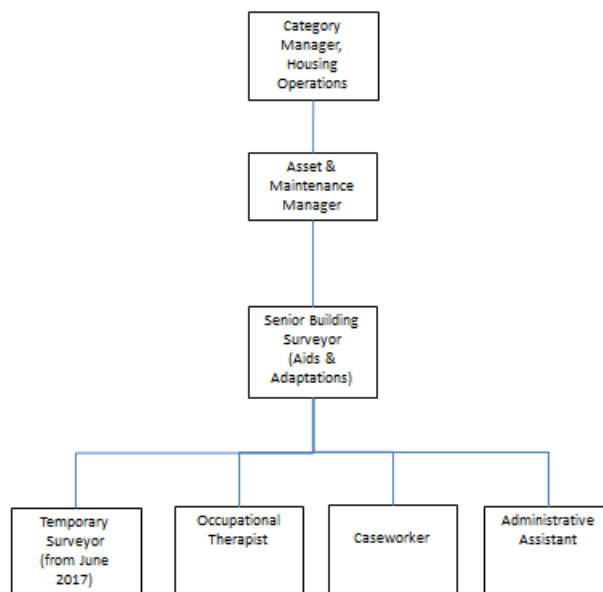 Category
Manager,
Housing
Operations
Asset &
Maintenance
Manager
Senior Building
Surveyor
(Aids &
Adaptations)
Temporary
Surveyor
(from June
2017)
Occupational
Therapist
Caseworker
Administrative
Assistant